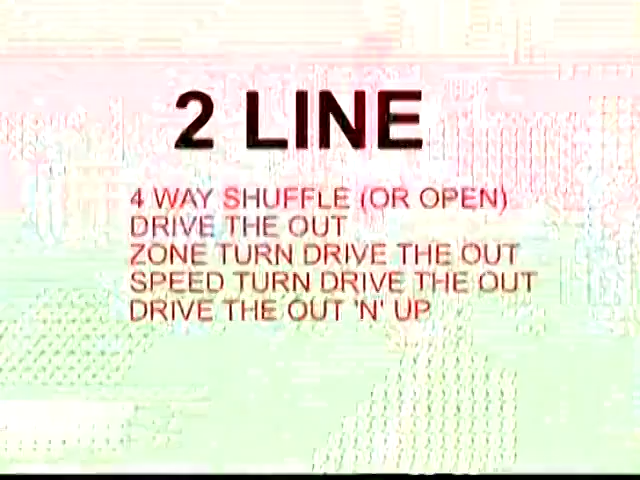 2 LINE
4 WAY SHUFFLE (OR OPEN)
DRIVE THE OUT
ZONE TURN DRIVE THE OUT
SPEED TURN DRIVE THE OUT
DRIVE THE OUT 'N' UP